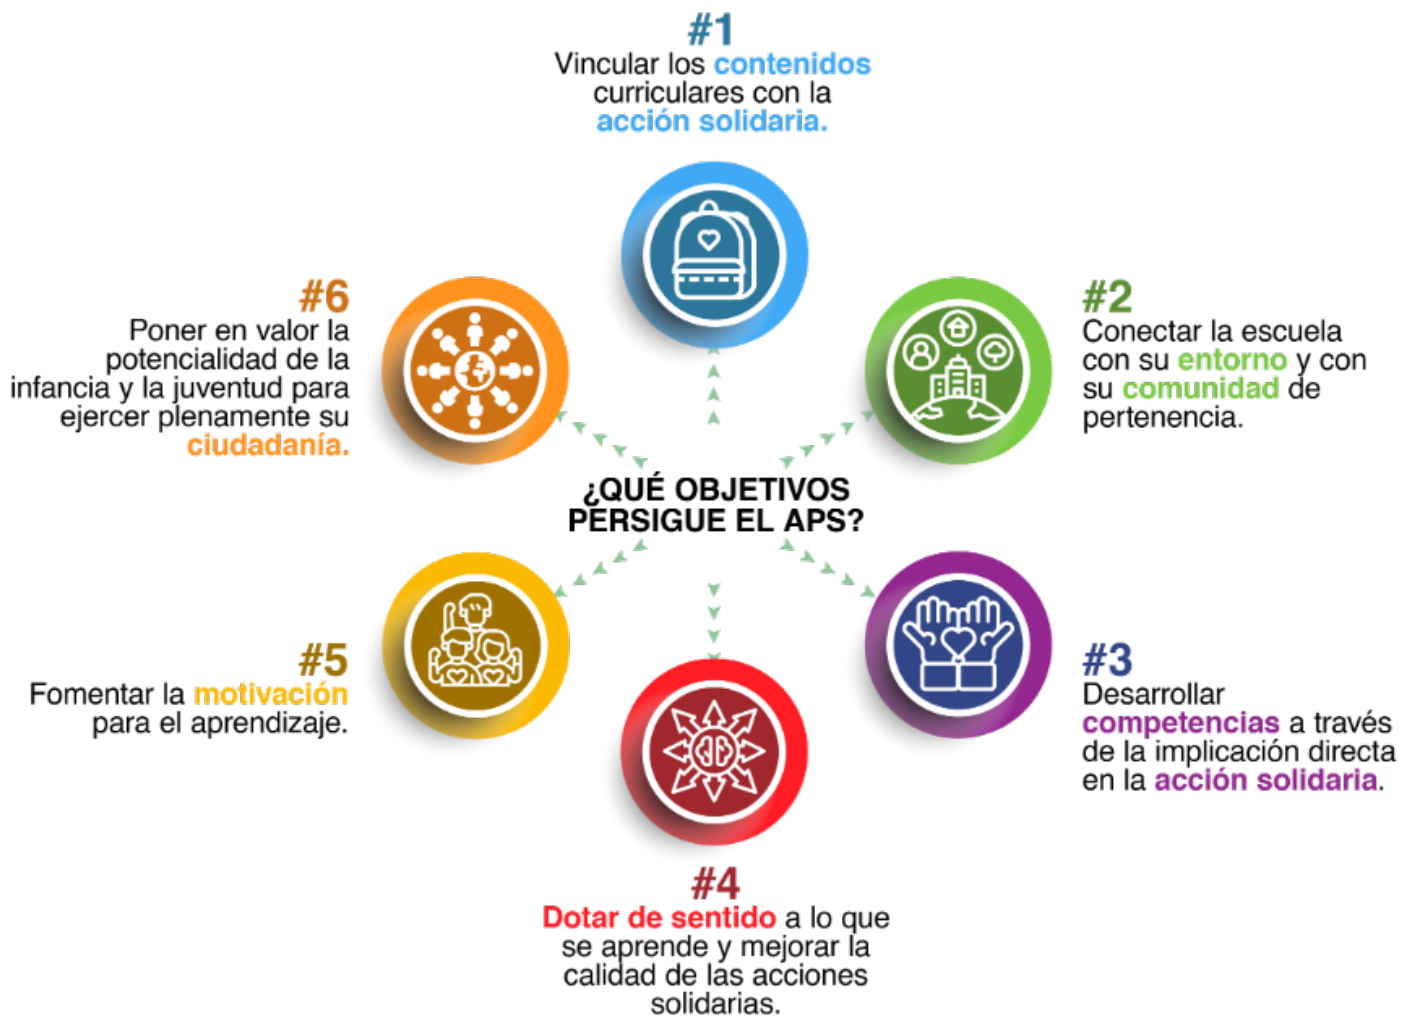 #1
Vincular los contenidos
curriculares con la
acción solidaria.
#2
Conectar la escuela
con su entorno y con
su comunidad de
pertenencia.
#6
Poner en valor la
potencialidad de la
infancia y la juventud para
ejercer plenamente su
ciudadanía.
¿QUÉ OBJETIVOS
PERSIGUE EL APS?
#3
Desarrollar
competencias a través
de la implicación directa
en la acción solidaria.
#5
Fomentar la motivación
para el aprendizaje.
#4
Dotar de sentido a lo que
se aprende y mejorar la
calidad de las acciones
solidarias.